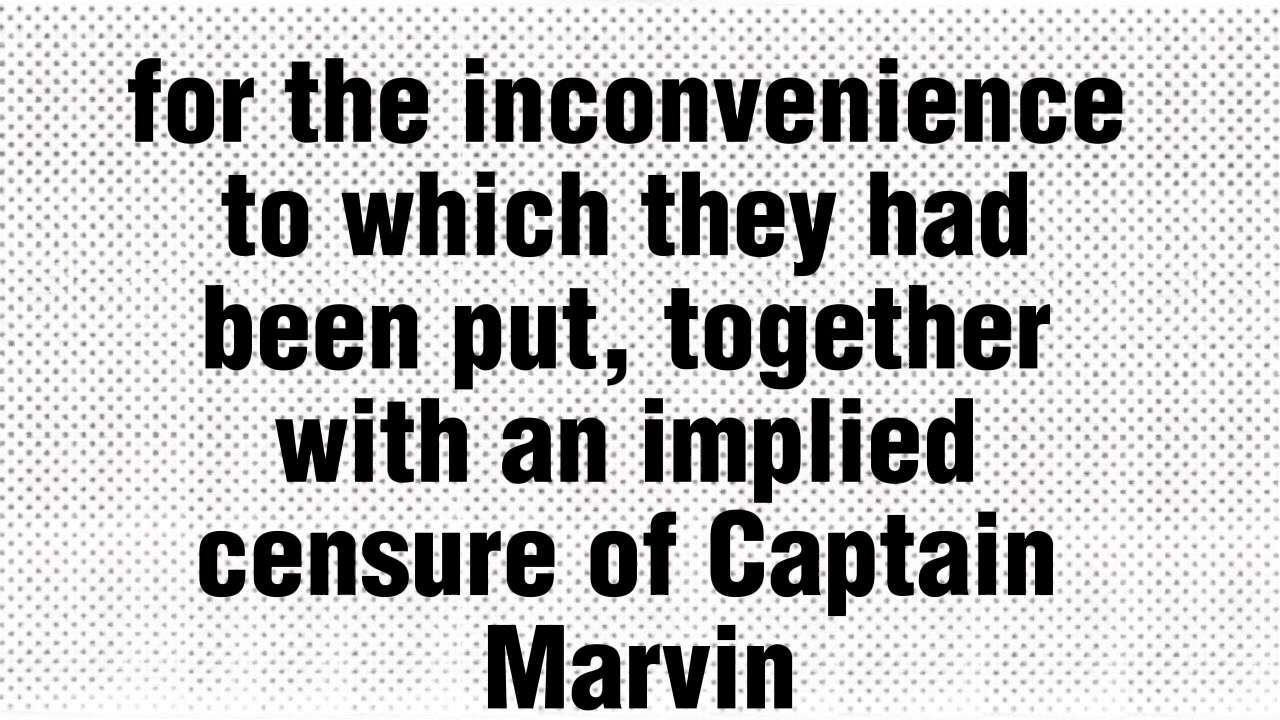 for the inconvenience
to which they had
been put, together
with an implied
censure of Captain
Marvin